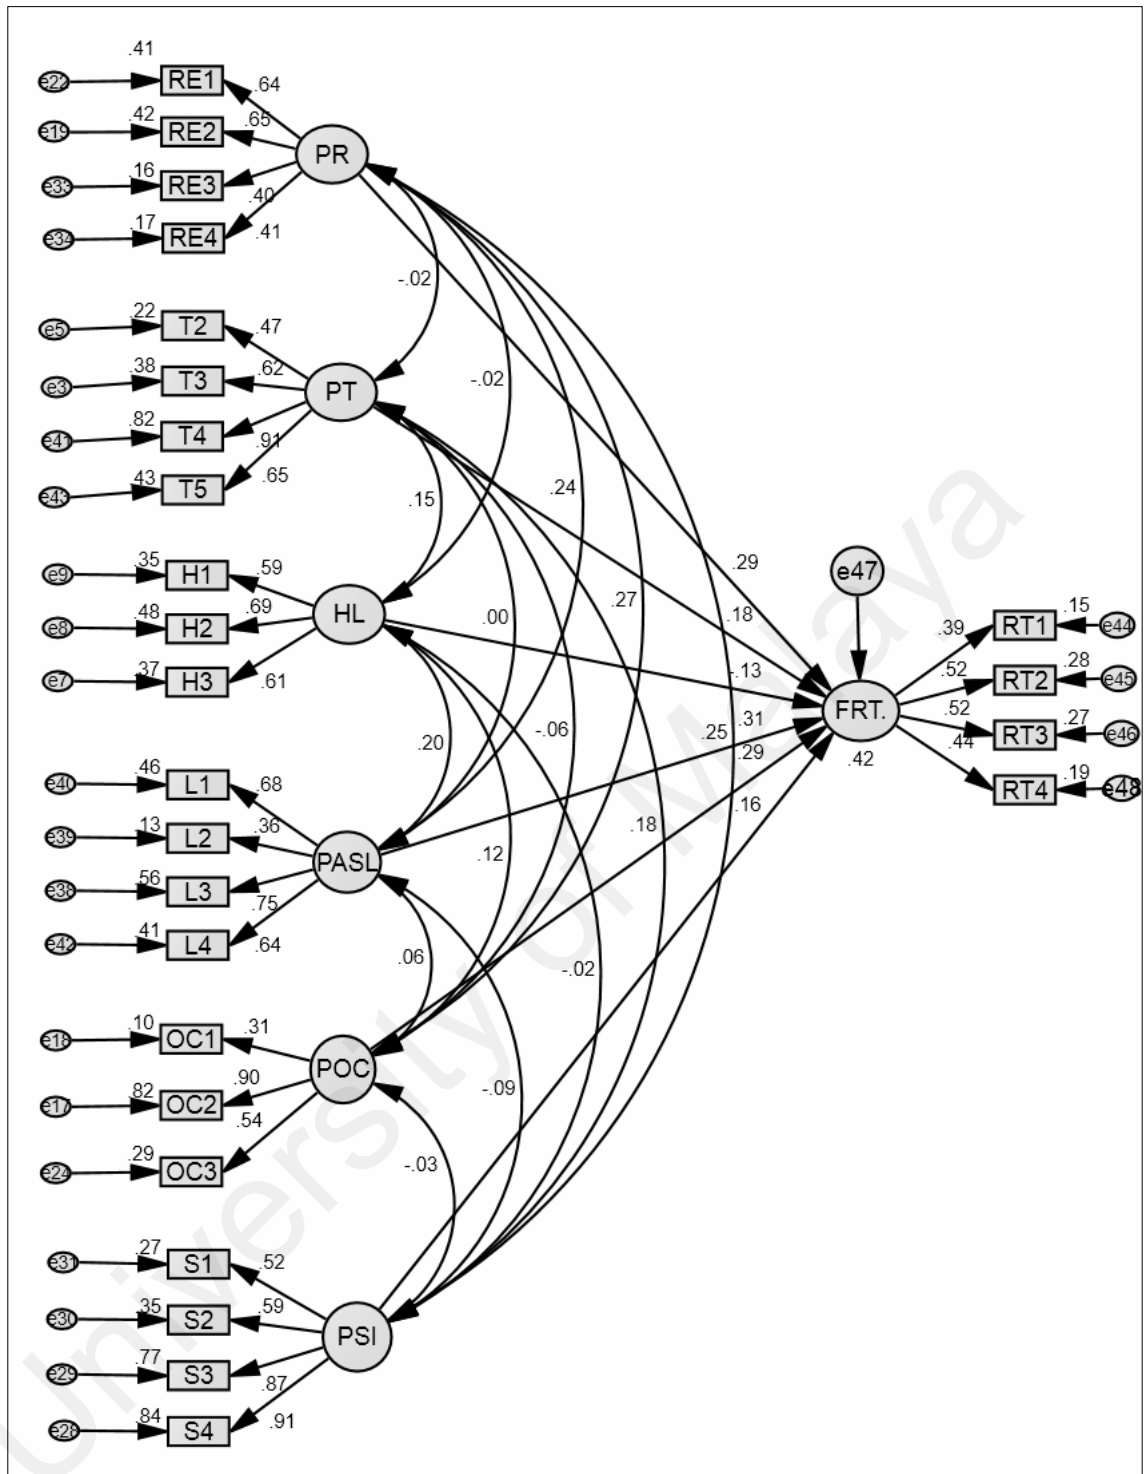 .41
e22 RE1 .64
.42
e19 RE2 .65
PR
.16
e33 RE3 .40
.17
e34 RE4 .41
-.02
.22
e5 T2 .47
.38
e3 T3 .62
PT
-.02
.82
e41 T4 .91
.43
e43 T5 .65
.15
.24
.35
e9 H1 .59
.29
e47
.48
e8 H2 .69
HL
.00
.27
.18
.39
RT1
.15
e44
.37
e7 H3 .61
-.13
.52
RT2
.28
e45
FRT.
.20
-.06
.25
.31
.52
RT3
.27
e46
.29
.42
.44
.46
e40 L1 .68
RT4
.19
e48
.13
e39 L2 .36
PASL
.12
.18
.16
.56
e38 L3 .75
.41
e42 L4 .64
.06
-.02
.10
e18 OC1 .31
POC
.82
e17 OC2 .90
-.09
.29
e24 OC3 .54
-.03
.27
e31 S1 .52
.35
e30 S2 .59
PSI
.77
e29 S3 .87
.84
e28 S4 .91
University of Malaya